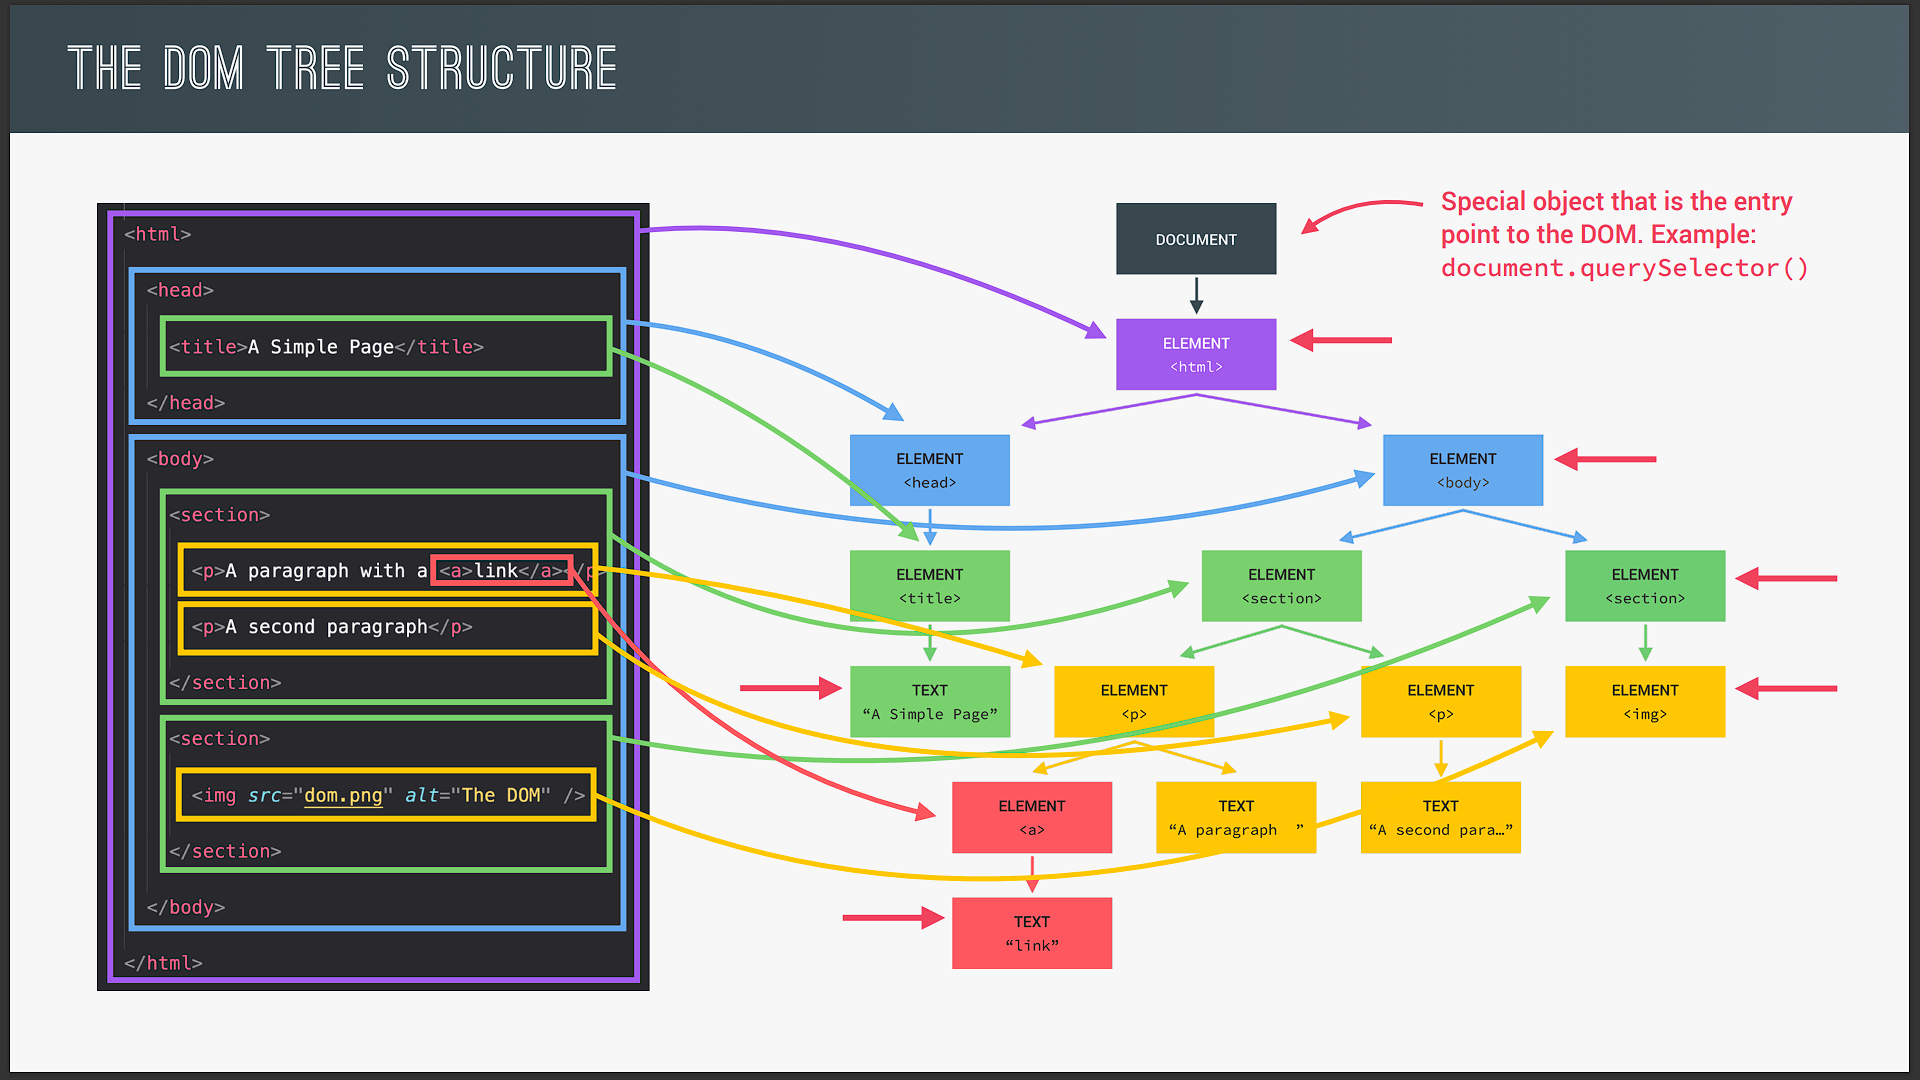 THE DOM TREE STRUCTURE
<html>
<head>
<title>A Simple Page</title>
</head>
<body>
<section>
<p>A paragraph with a <a>link</a></p
<p>A second paragraph</p>
</section>
<section>
<img src="dom.png" alt="The DOM" />
</section>
</body>
</html>
Special object that is the entry
point to the DOM. Example:
document.querySelector()
DOCUMENT
ELEMENT
<html>
ELEMENT
<head>
ELEMENT
<body>
ELEMENT
<title>
ELEMENT
<section>
ELEMENT
<section>
TEXT
“A Simple Page”
ELEMENT
<p>
ELEMENT
<p>
ELEMENT
<img>
ELEMENT
<a>
TEXT
“A paragraph ”
TEXT
“A second para…”
TEXT
“link”